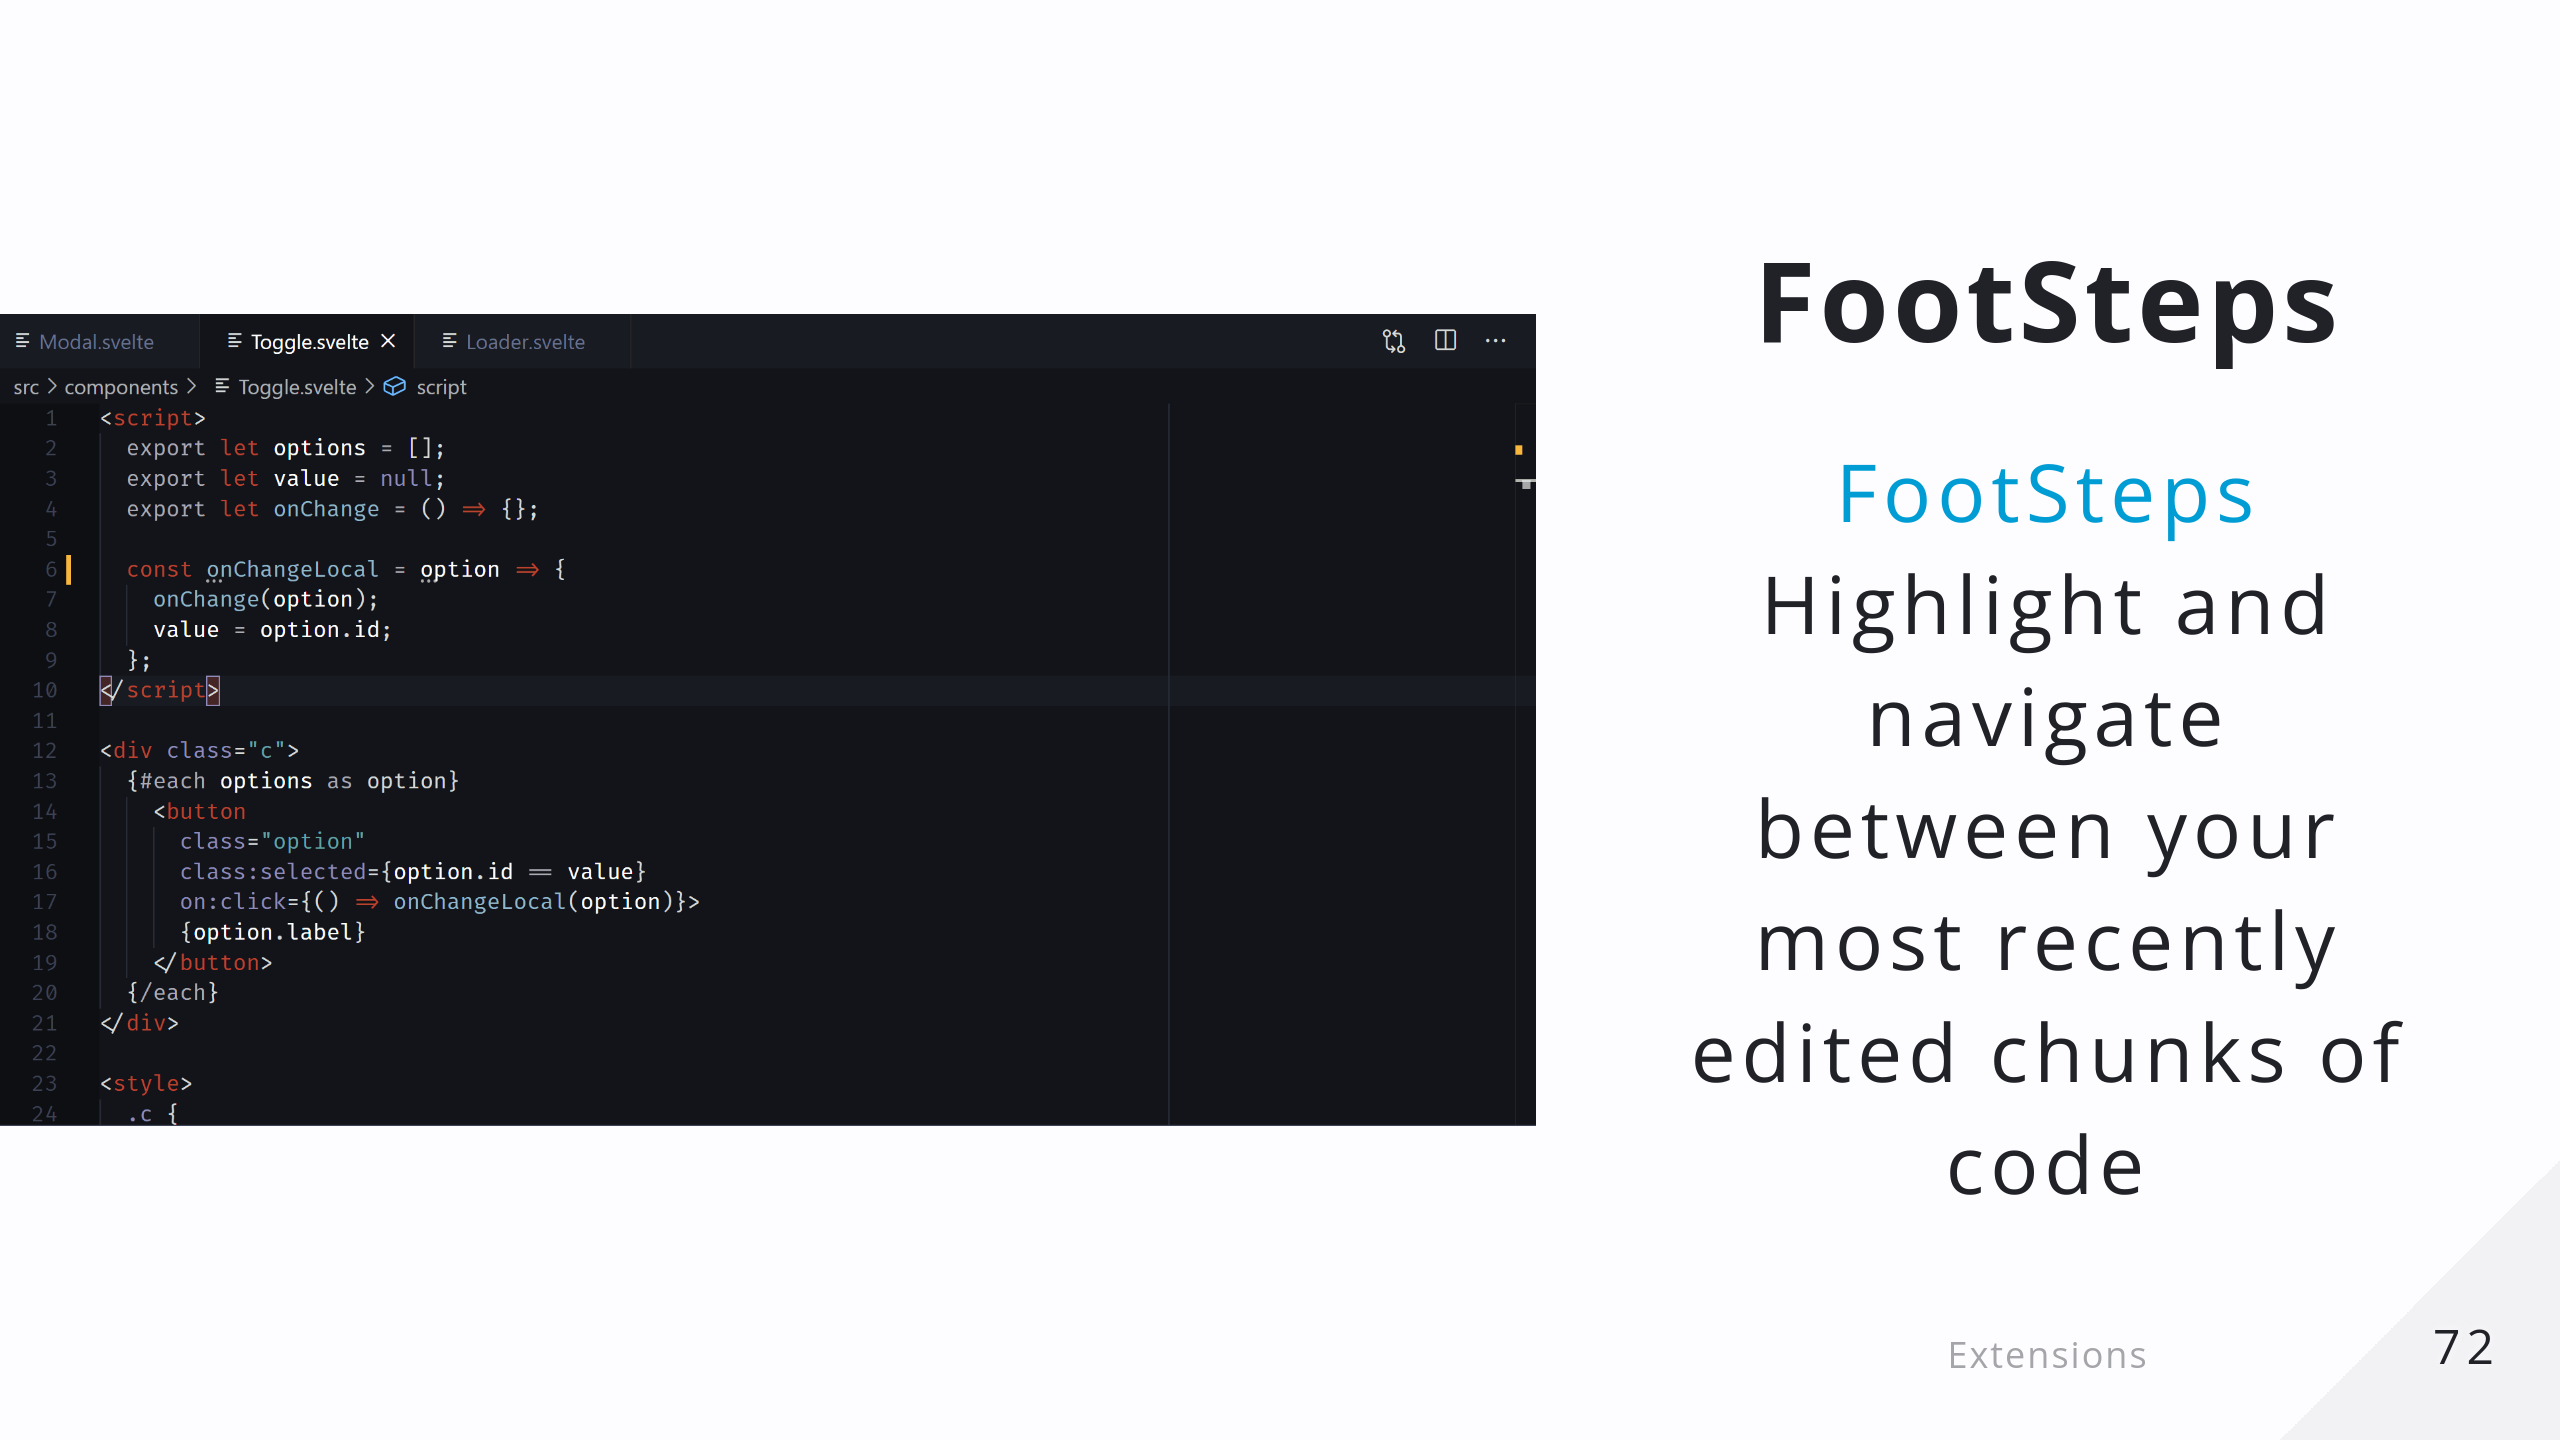 Modal.svelte Toggle.svelte Loader.svelte
src > components > Toggle.svelte > script
1 <script>
2 export let options = [];
3 export let value = null;
4 export let onChange = () => {};
5
6 const onChangeLocal = option => {
7 onChange(option);
8 value = option.id;
9 };
10 </script>
11
12 <div class="c">
13 {#each options as option}
14 <button
15 class="option"
16 class:selected={option.id == value}
17 on:click={() => onChangeLocal(option)}>
18 {option.label}
19 </button>
20 {/each}
21 </div>
22
23 <style>
24 .c {
FootSteps
FootSteps
Highlight and
navigate
between your
most recently
edited chunks of
code
Extensions
72